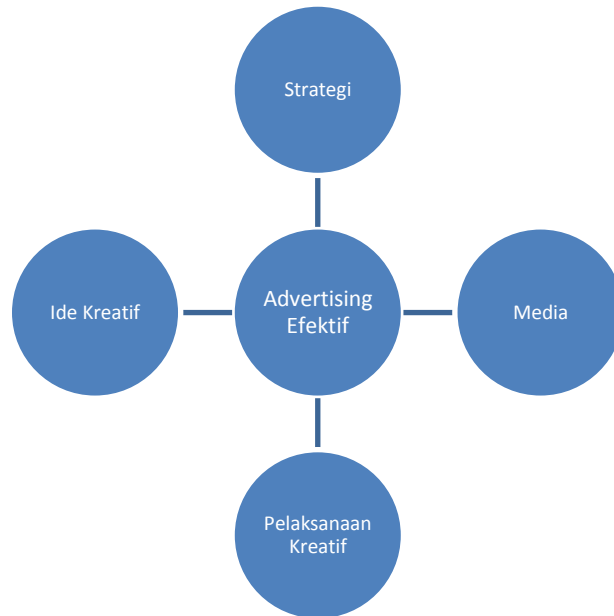 Strategi
Ide Kreatif
Advertising
Efektif
Media
Pelaksanaan
Kreatif